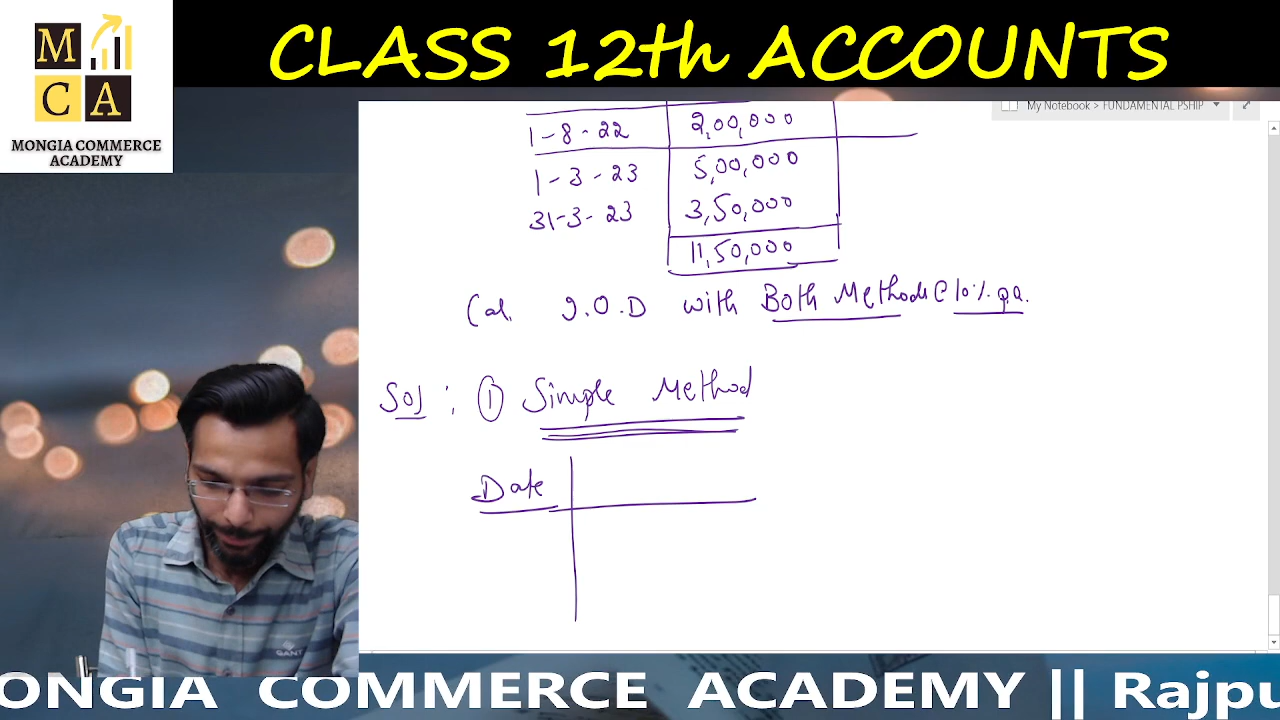 M
C A
MONGIA COMMERCE
ACADEMY
CLASS 12th ACCOUNTS
My Notebook > FUNDAMENTAL PSHIP
1-8-22 2,00,000
1-3-23 5,00,000
31-3-23 3,50,000
11,50,000
Cal. I.O.D with Both Methods @ 10% p.a.
Sol : ① Simple Method
Date
GANT
ONGIA COMMERCE ACADEMY || Rajpu